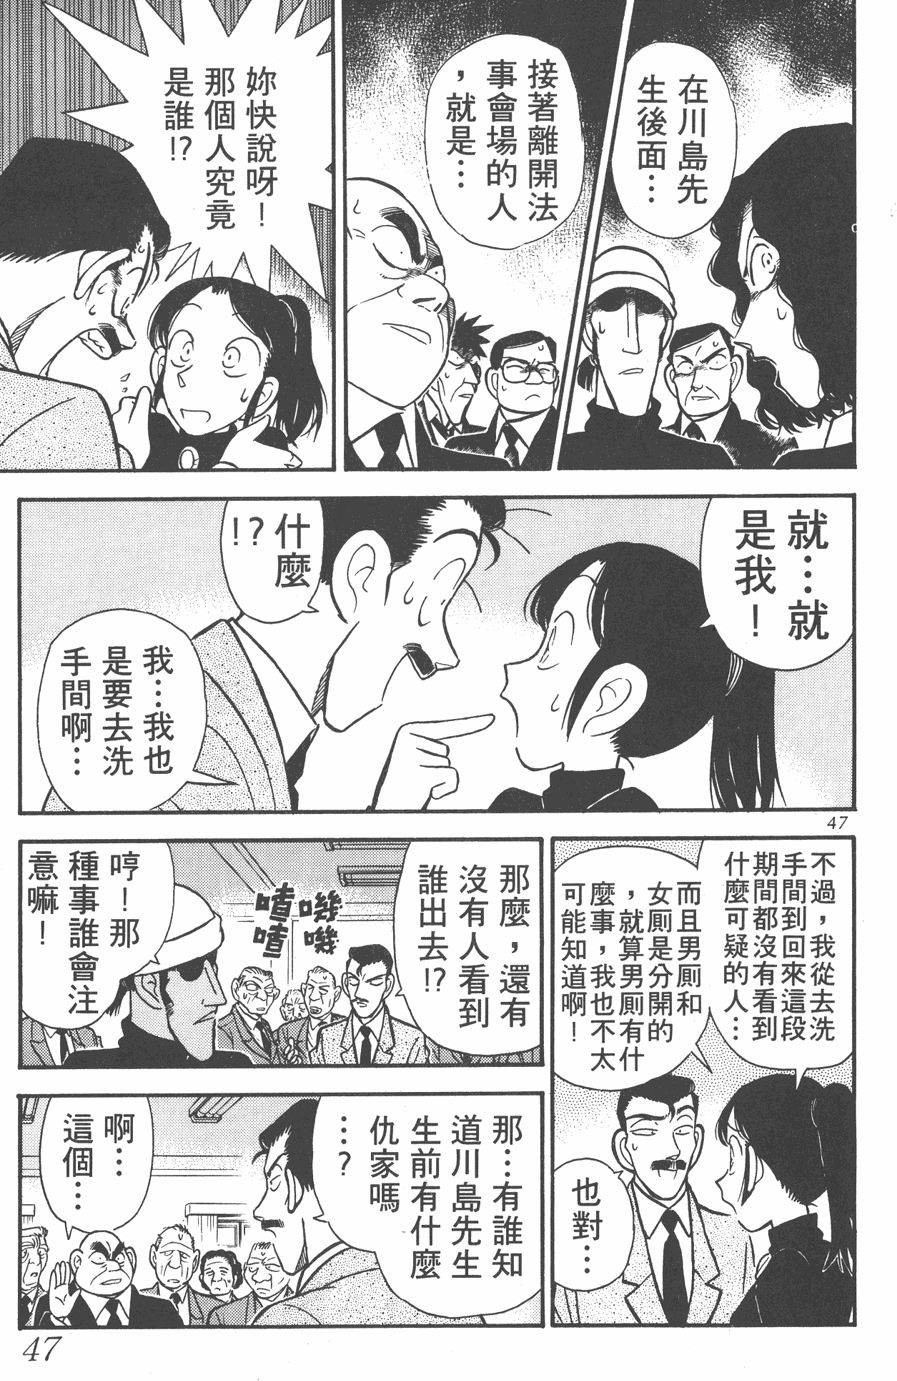 在川島先
生後面…
接著離開法
事會場的人
，就是…
妳快說呀！
那個人究竟
是誰！？
就…就
是我！
什麼
！？
我…我也
是要去洗
手間啊…
47
不過，我從去洗
手間到回來這段
期間都沒有看到
什麼可疑的人…
而且男廁和
女廁是分開的
，就算男廁有什
麼事，我也不太
可能知道啊！
也對…
那麼，還有
沒有人看到
誰出去！？
嘰嘰
喳喳
哼！那
種事誰會注
意嘛！
那…有誰知
道川島先生
生前有什麼
仇家嗎
…？
啊…
這個…
47